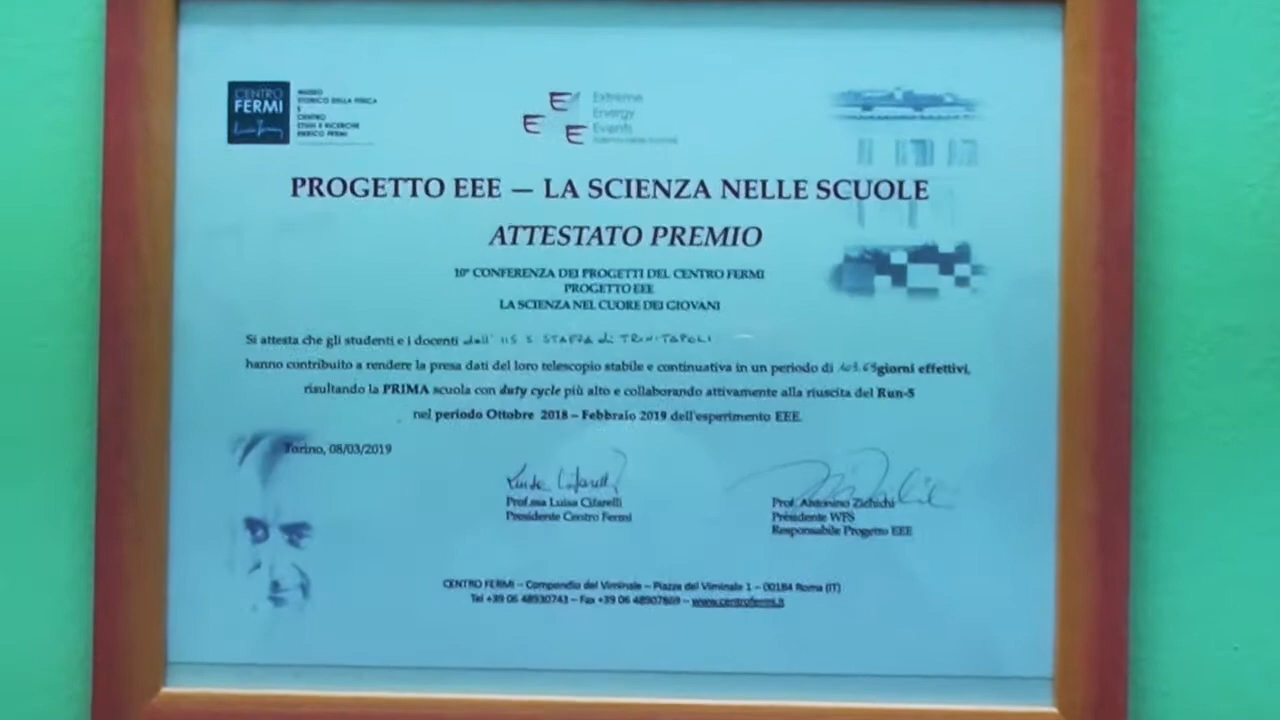 CENTRO
FERMI
MUSEO
STORICO DELLA FISICA
E
CENTRO
STUDI E RICERCHE
ENRICO FERMI
E E E
Extreme
Energy
Events
PROGETTO EEE — LA SCIENZA NELLE SCUOLE
ATTESTATO PREMIO
10° CONFERENZA DEI PROGETTI DEL CENTRO FERMI
PROGETTO EEE
LA SCIENZA NEL CUORE DEI GIOVANI
Si attesta che gli studenti e i docenti dell' IIS S STAFFA di TRINITAPOLI
hanno contribuito a rendere la presa dati del loro telescopio stabile e continuativa in un periodo di giorni effettivi,
risultando la PRIMA scuola con duty cycle più alto e collaborando attivamente alla riuscita del Run-5
nel periodo Ottobre 2018 – Febbraio 2019 dell'esperimento EEE.
Torino, 08/03/2019
Prof.ssa Luisa Cifarelli
Presidente Centro Fermi
Prof. Antonino Zichichi
Presidente WFS
Responsabile Progetto EEE
CENTRO FERMI – Compendio del Viminale – Piazza del Viminale 1 – 00184 Roma (IT)
Tel +39 06 48930743 – Fax +39 06 48907869 – www.centrofermi.it